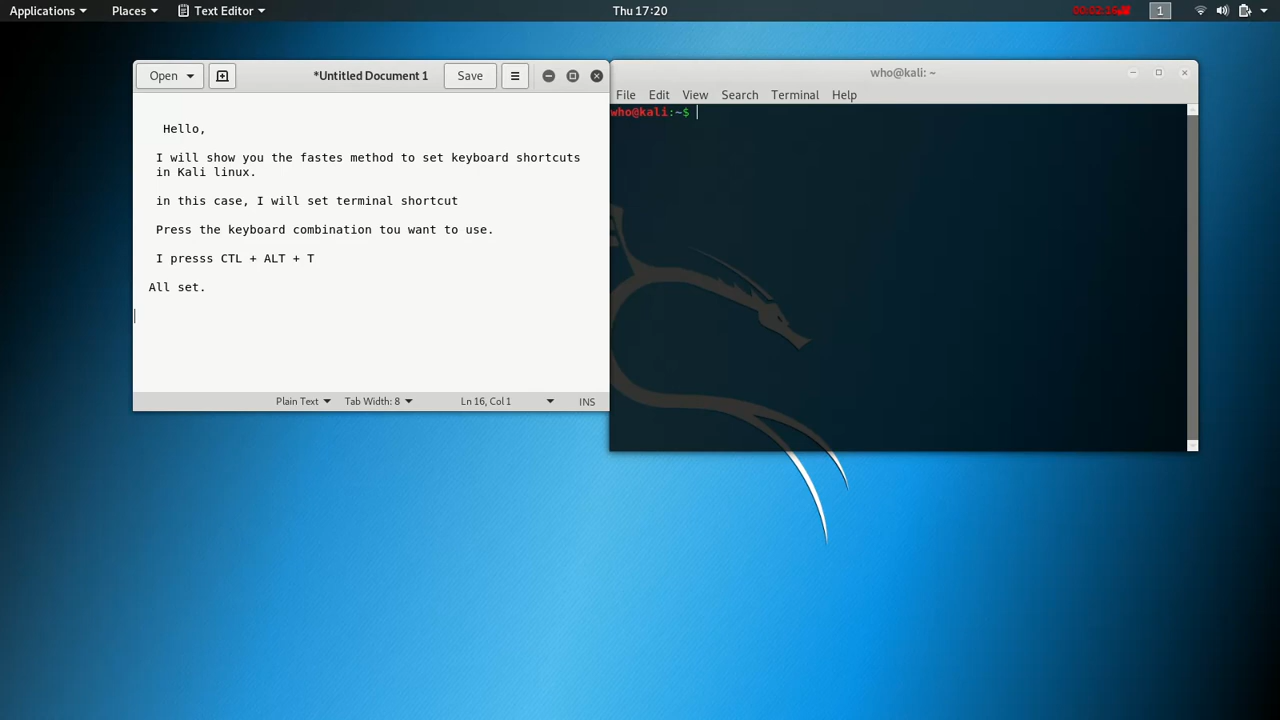 Applications
Places
Text Editor
Thu 17:20
1
Open
*Untitled Document 1
Save
Hello,
I will show you the fastes method to set keyboard shortcuts
in Kali linux.
in this case, I will set terminal shortcut
Press the keyboard combination tou want to use.
I presss CTL + ALT + T
All set.
Plain Text
Tab Width: 8
Ln 16, Col 1
INS
who@kali: ~
File Edit View Search Terminal Help
who@kali:~$